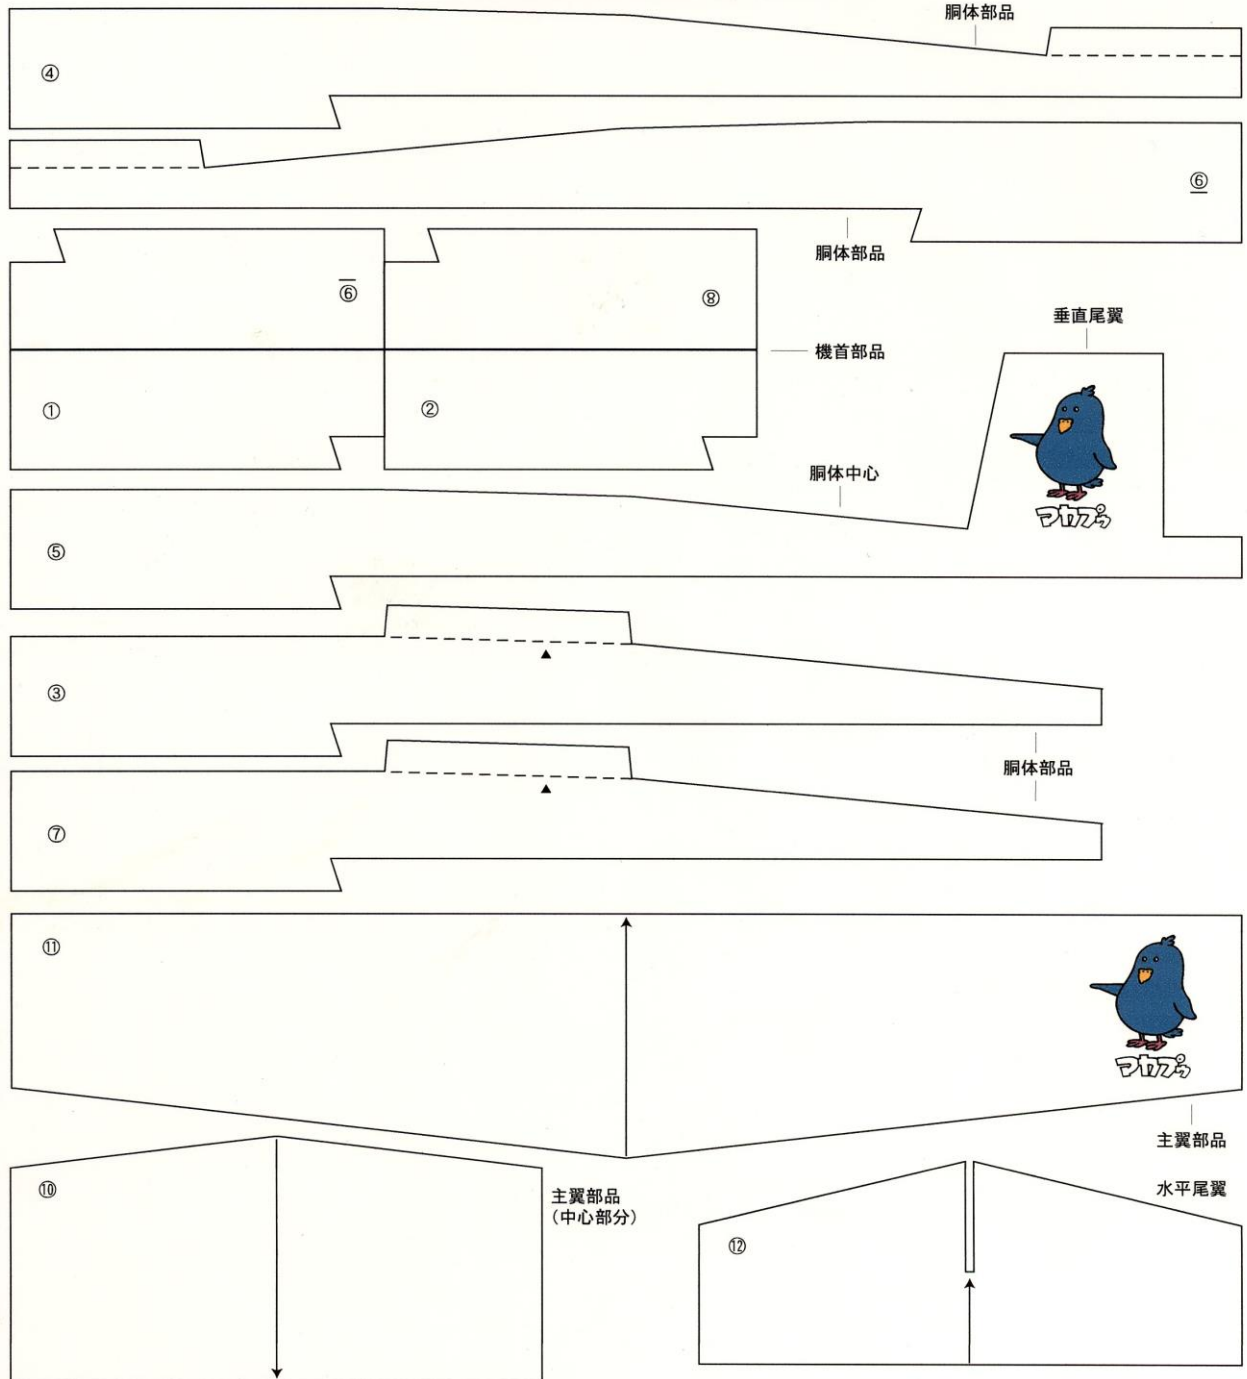 胴体部品
④
⑥
胴体部品
⑨
⑧
垂直尾翼
機首部品
①
②
胴体中心
マカプゥ
⑤
③
胴体部品
⑦
⑪
マカプゥ
主翼部品
⑩
主翼部品
（中心部分）
水平尾翼
⑫